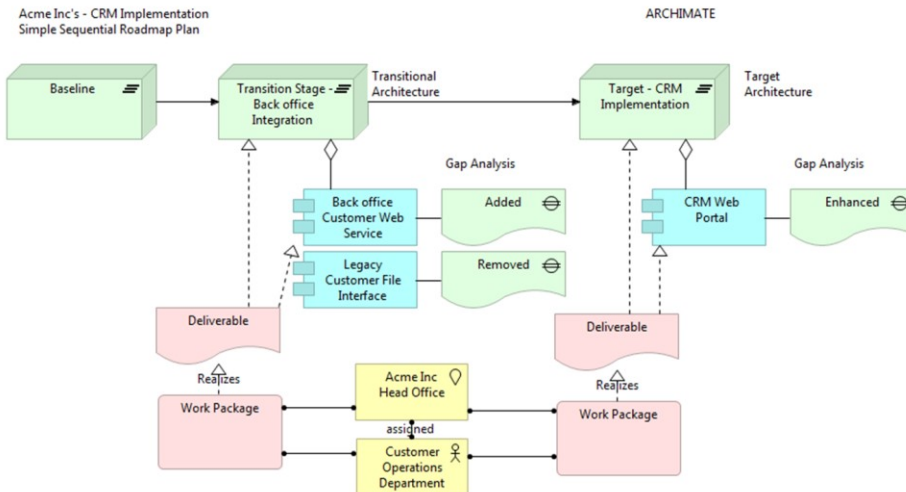 Acme Inc's - CRM Implementation
Simple Sequential Roadmap Plan
ARCHIMATE
Baseline
Transition Stage -
Back office
Integration
Transitional
Architecture
Target - CRM
Implementation
Target
Architecture
Gap Analysis
Gap Analysis
Back office
Customer Web
Service
Added
CRM Web
Portal
Enhanced
Legacy
Customer File
Interface
Removed
Deliverable
Deliverable
Realizes
Realizes
Work Package
Acme Inc
Head Office
Work Package
assigned
Customer
Operations
Department